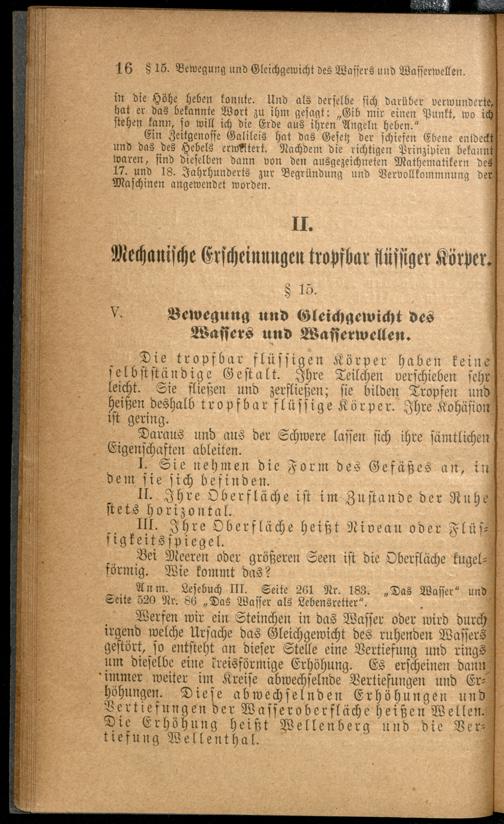 16 § 15. Bewegung und Gleichgewicht des Wassers und Wasserwellen.
in die Höhe heben konnte. Und als derselbe sich darüber verwunderte,
hat er das bekannte Wort zu ihm gesagt: „Gib mir einen Punkt, wo ich
stehen kann, so will ich die Erde aus ihren Angeln heben.“
Ein Zeitgenosse Galileis hat das Gesetz der schiefen Ebene entdeckt
und das des Hebels erweitert. Nachdem die richtigen Prinzipien bekannt
waren, sind dieselben dann von den ausgezeichneten Mathematikern des
17. und 18. Jahrhunderts zur Begründung und Vervollkommnung der
Maschinen angewendet worden.
II.
Mechanische Erscheinungen tropfbar flüssiger Körper.
§ 15.
V. Bewegung und Gleichgewicht des
Wassers und Wasserwellen.
Die tropfbar flüssigen Körper haben keine
selbstständige Gestalt. Ihre Teilchen verschieben sehr
leicht. Sie fließen und zerfließen; sie bilden Tropfen und
heißen deshalb tropfbar flüssige Körper. Ihre Kohäsion
ist gering.
Daraus und aus der Schwere lassen sich ihre sämtlichen
Eigenschaften ableiten.
I. Sie nehmen die Form des Gefäßes an, in
dem sie sich befinden.
II. Ihre Oberfläche ist im Zustande der Ruhe
stets horizontal.
III. Ihre Oberfläche heißt Niveau oder Flüs-
sigkeitsspiegel.
Bei Meeren oder größeren Seen ist die Oberfläche kugel-
förmig. Wie kommt das?
Anm. Lesebuch III. Seite 261 Nr. 183. „Das Wasser“ und
Seite 520 Nr. 86 „Das Wasser als Lebensretter“.
Werfen wir ein Steinchen in das Wasser oder wird durch
irgend welche Ursache das Gleichgewicht des ruhenden Wassers
gestört, so entsteht an dieser Stelle eine Vertiefung und rings
um dieselbe eine kreisförmige Erhöhung. Es erscheinen dann
immer weiter im Kreise abwechselnde Vertiefungen und Er-
höhungen. Diese abwechselnden Erhöhungen und
Vertiefungen der Wasseroberfläche heißen Wellen.
Die Erhöhung heißt Wellenberg und die Ver-
tiefung Wellenthal.